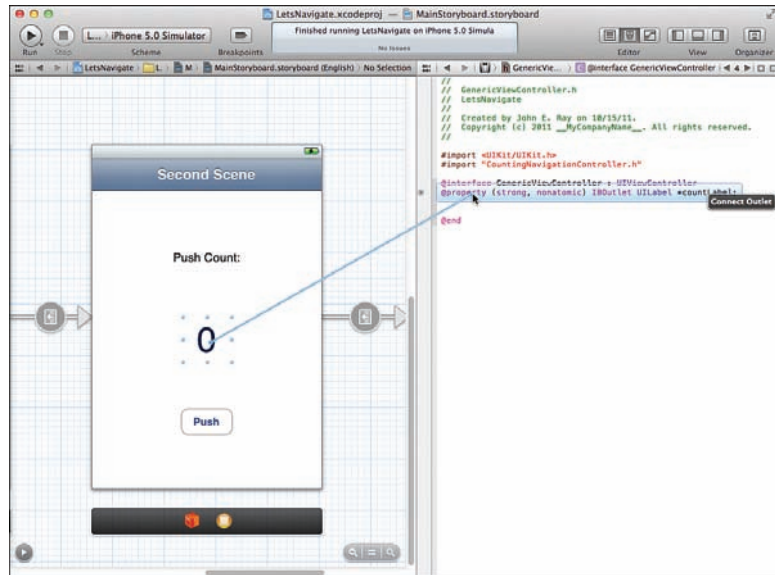 LetsNavigate.xcodeproj — MainStoryboard.storyboard
L... iPhone 5.0 Simulator
Finished running LetsNavigate on iPhone 5.0 Simula
No Issues
Run Stop Scheme Breakpoints Editor View Organizer
LetsNavigate L. M MainStoryboard.storyboard (English) No Selection
GenericVie... @interface GenericViewController 4
//
// GenericViewController.h
// LetsNavigate
//
// Created by John E. Ray on 10/15/11.
// Copyright (c) 2011 __MyCompanyName__. All rights reserved.
//
#import <UIKit/UIKit.h>
#import "CountingNavigationController.h"
@interface GenericViewController : UIViewController
@property (strong, nonatomic) IBOutlet UILabel *countLabel;
Connect Outlet
@end
Second Scene
Push Count:
0
Push